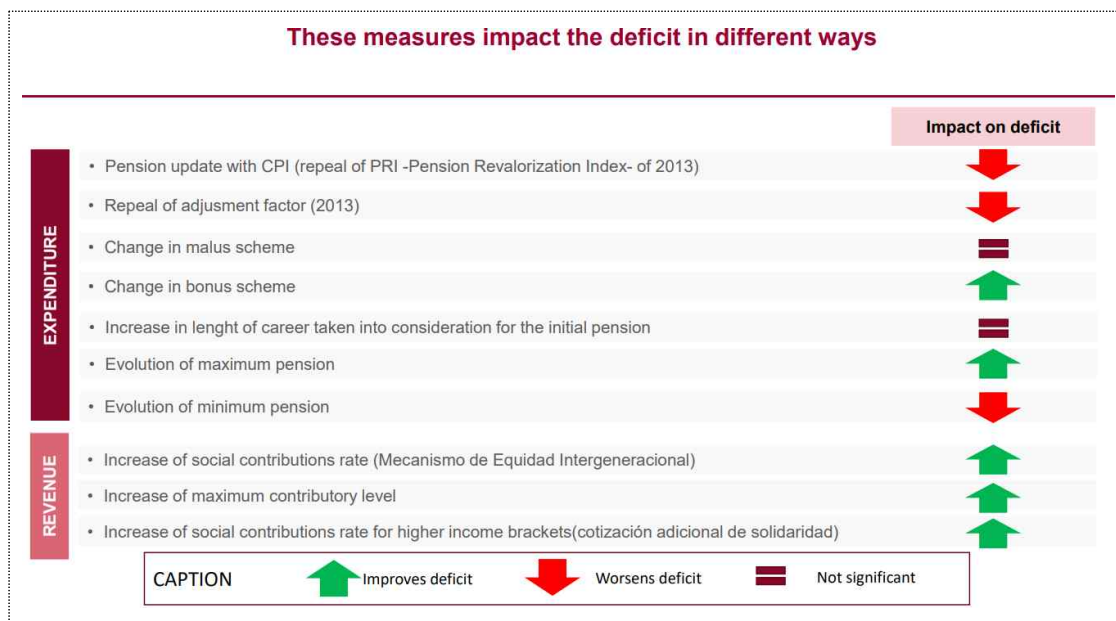 These measures impact the deficit in different ways
Impact on deficit
EXPENDITURE
• Pension update with CPI (repeal of PRI -Pension Revalorization Index- of 2013)
• Repeal of adjusment factor (2013)
• Change in malus scheme
• Change in bonus scheme
• Increase in lenght of career taken into consideration for the initial pension
• Evolution of maximum pension
• Evolution of minimum pension
REVENUE
• Increase of social contributions rate (Mecanismo de Equidad Intergeneracional)
• Increase of maximum contributory level
• Increase of social contributions rate for higher income brackets(cotización adicional de solidaridad)
CAPTION Improves deficit Worsens deficit Not significant